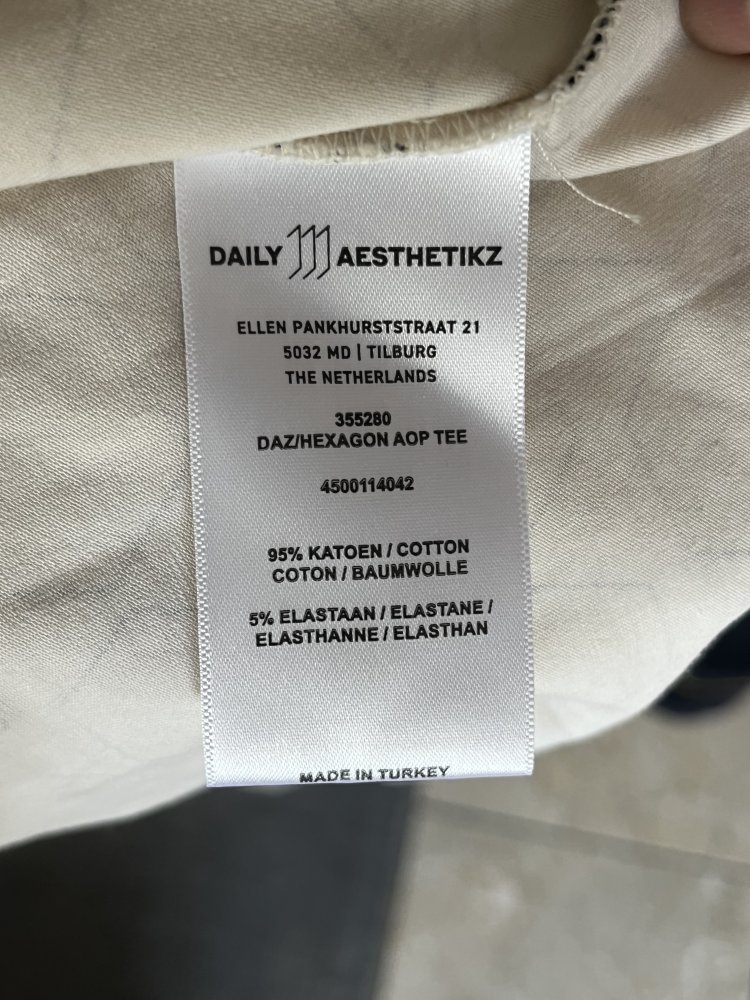 DAILY AESTHETIKZ
ELLEN PANKHURSTSTRAAT 21
5032 MD | TILBURG
THE NETHERLANDS
355280
DAZ/HEXAGON AOP TEE
4500114042
95% KATOEN / COTTON
COTON / BAUMWOLLE
5% ELASTAAN / ELASTANE /
ELASTHANNE / ELASTHAN
MADE IN TURKEY